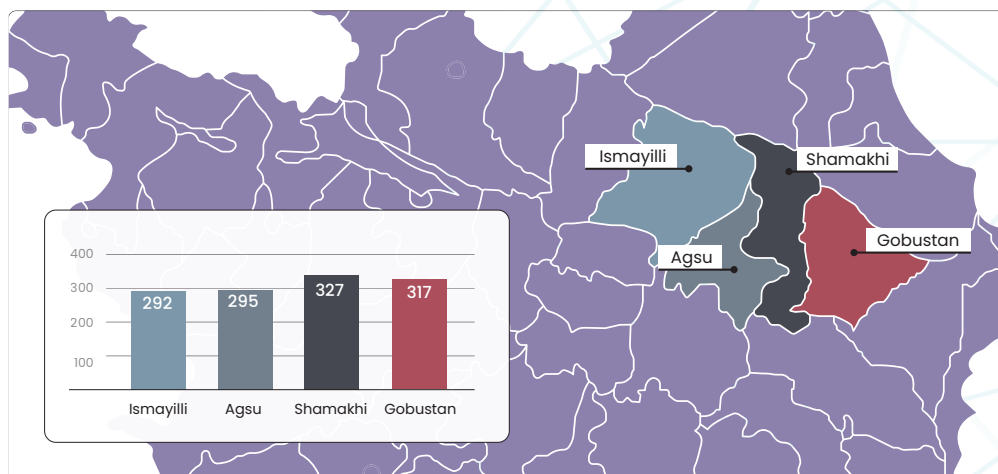 Ismayilli
Shamakhi
Gobustan
Agsu
400
300
200
100
292
295
327
317
Ismayilli
Agsu
Shamakhi
Gobustan